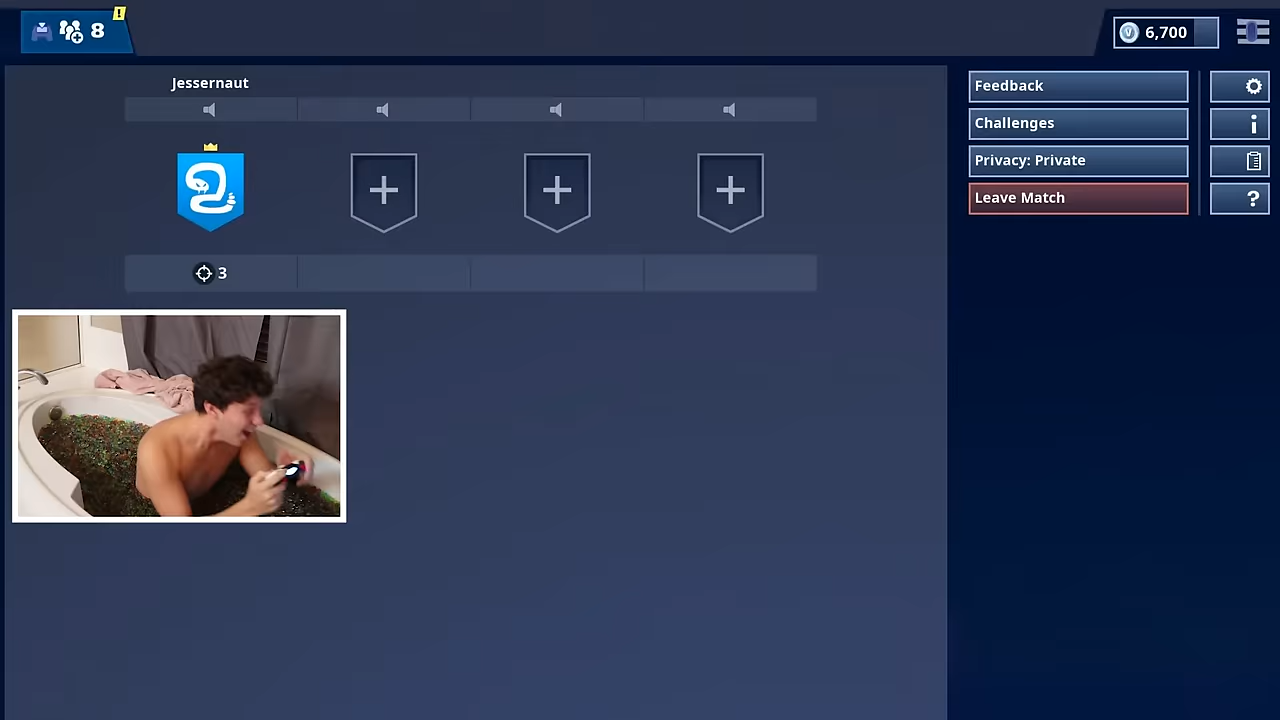 8
!
6,700
Jessernaut
3
Feedback
Challenges
Privacy: Private
Leave Match